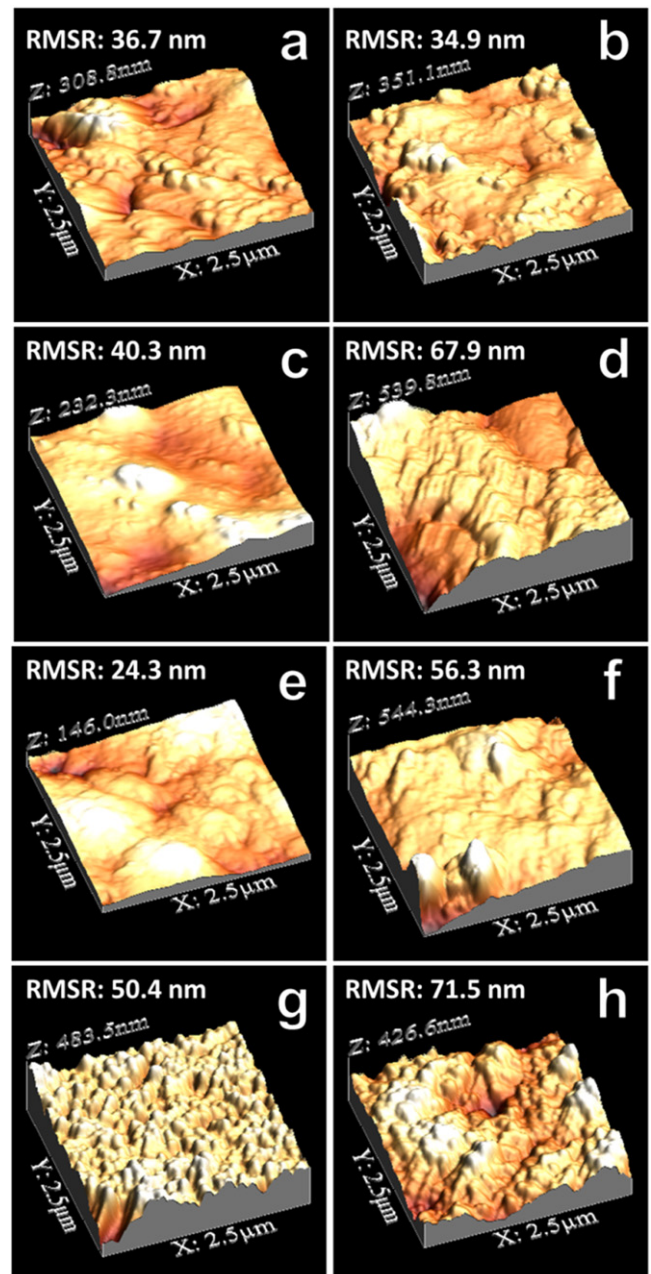 RMSR: 36.7 nm
a
Z: 308.8nm
Y: 2.5µm
X: 2.5µm
RMSR: 34.9 nm
b
Z: 351.1nm
Y: 2.5µm
X: 2.5µm
RMSR: 40.3 nm
c
Z: 232.3nm
Y: 2.5µm
X: 2.5µm
RMSR: 67.9 nm
d
Z: 539.8nm
Y: 2.5µm
X: 2.5µm
RMSR: 24.3 nm
e
Z: 146.0nm
Y: 2.5µm
X: 2.5µm
RMSR: 56.3 nm
f
Z: 544.3nm
Y: 2.5µm
X: 2.5µm
RMSR: 50.4 nm
g
Z: 483.5nm
Y: 2.5µm
X: 2.5µm
RMSR: 71.5 nm
h
Z: 426.6nm
Y: 2.5µm
X: 2.5µm